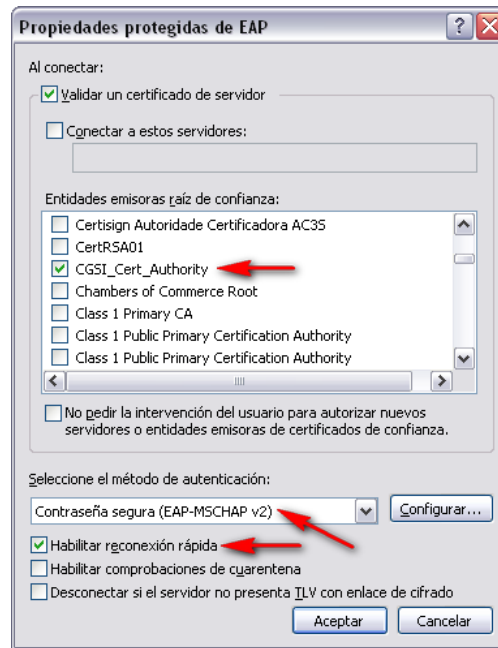 Propiedades protegidas de EAP
Al conectar:
Validar un certificado de servidor
Conectar a estos servidores:
Entidades emisoras raíz de confianza:
Certisign Autoridade Certificadora AC3S
CertRSA01
CGSI_Cert_Authority
Chambers of Commerce Root
Class 1 Primary CA
Class 1 Public Primary Certification Authority
Class 1 Public Primary Certification Authority
No pedir la intervención del usuario para autorizar nuevos
servidores o entidades emisoras de certificados de confianza.
Seleccione el método de autenticación:
Contraseña segura (EAP-MSCHAP v2)
Configurar...
Habilitar reconexión rápida
Habilitar comprobaciones de cuarentena
Desconectar si el servidor no presenta TLV con enlace de cifrado
Aceptar Cancelar